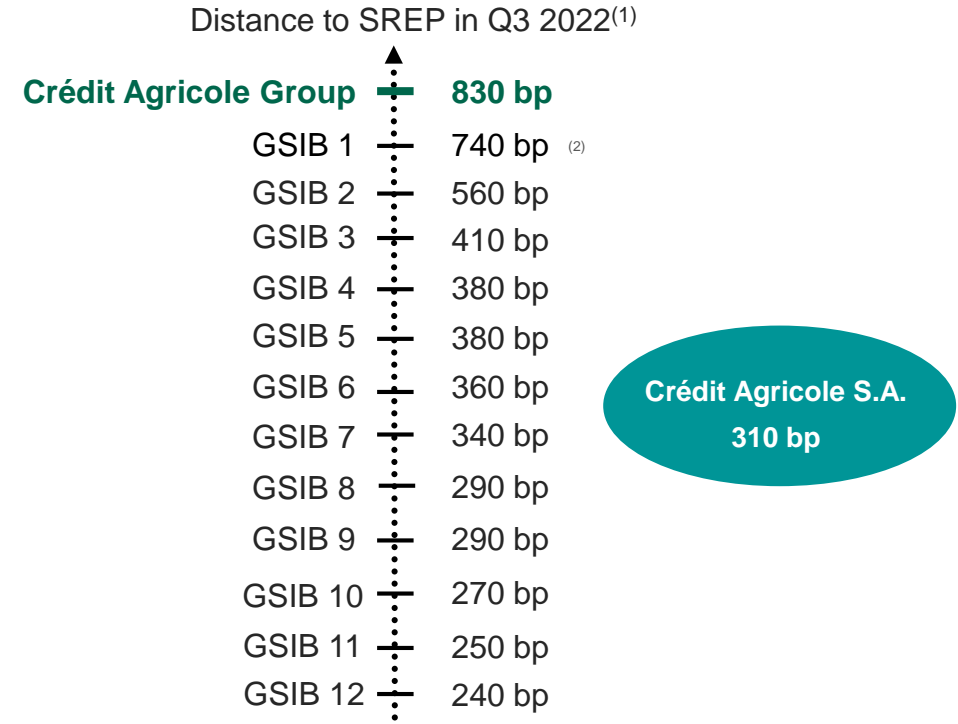 Distance to SREP in Q3 2022(1)
Crédit Agricole Group 830 bp
GSIB 1 740 bp (2)
GSIB 2 560 bp
GSIB 3 410 bp
GSIB 4 380 bp
GSIB 5 380 bp
GSIB 6 360 bp
Crédit Agricole S.A.
310 bp
GSIB 7 340 bp
GSIB 8 290 bp
GSIB 9 290 bp
GSIB 10 270 bp
GSIB 11 250 bp
GSIB 12 240 bp